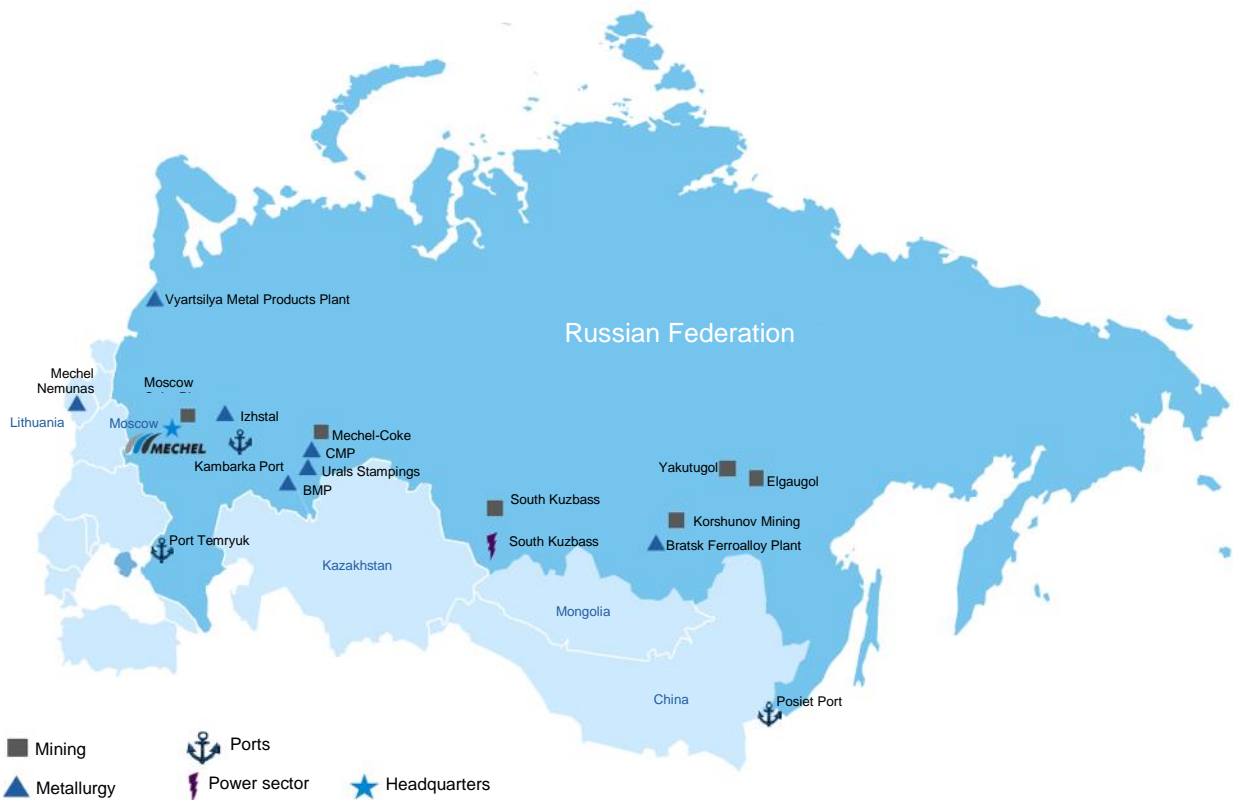 Russian Federation
Vyartsilya Metal Products Plant
Mechel
Nemunas
Lithuania
Moscow
Moscow
MECHEL
Izhstal
Kambarka Port
Mechel-Coke
CMP
Urals Stampings
BMP
Port Temryuk
Kazakhstan
South Kuzbass
South Kuzbass
Yakutugol
Elgaugol
Korshunov Mining
Bratsk Ferroalloy Plant
Mongolia
China
Posiet Port
Mining
Ports
Metallurgy
Power sector
Headquarters